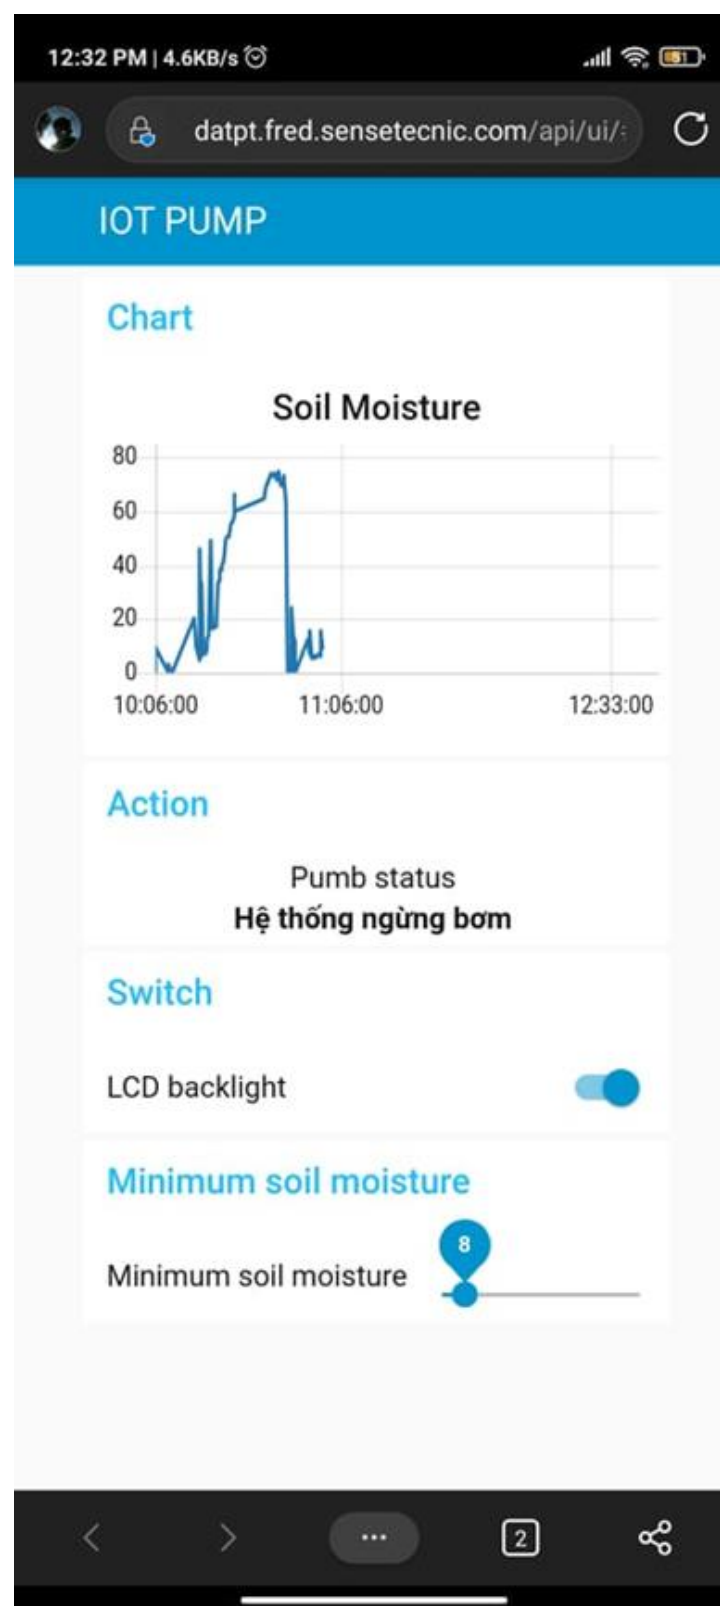 12:32 PM | 4.6KB/s
51
datpt.fred.sensetecnic.com/api/ui/
IOT PUMP
Chart
Soil Moisture
80
60
40
20
0
10:06:00 11:06:00 12:33:00
Action
Pumb status
Hệ thống ngừng bơm
Switch
LCD backlight
Minimum soil moisture
8
Minimum soil moisture
2